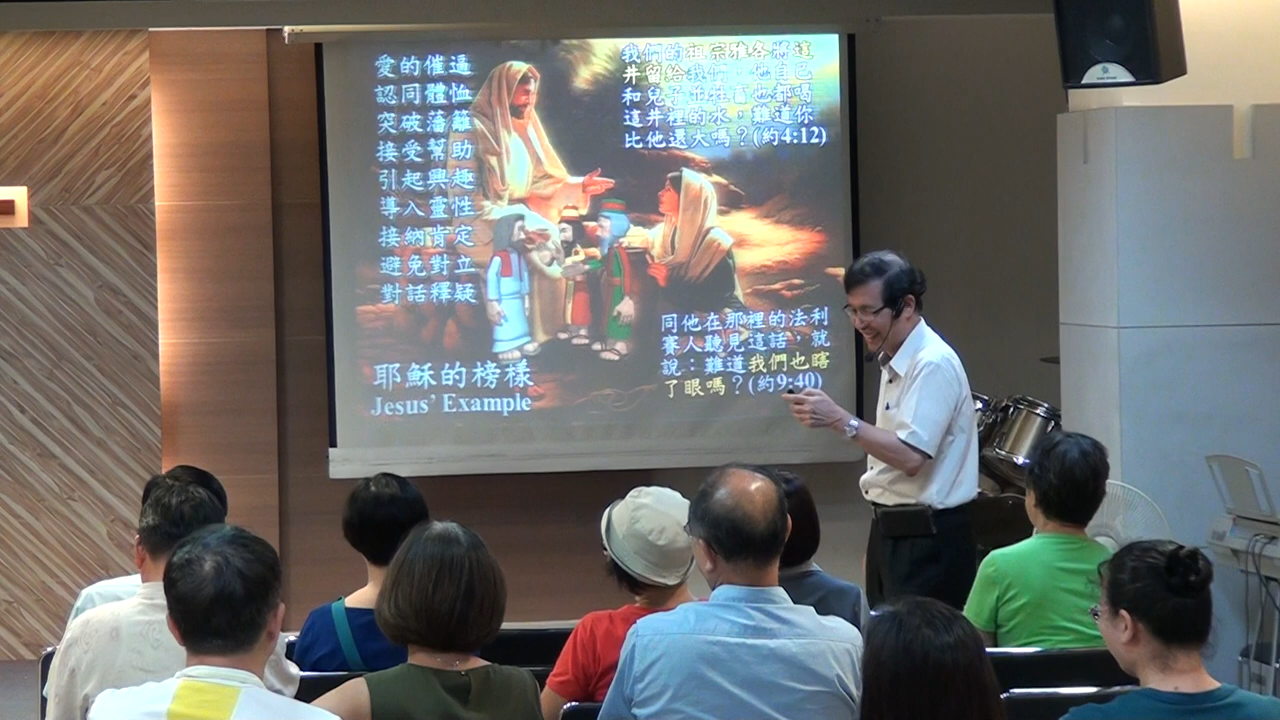 愛的催逼
認同體恤
突破藩籬
接受幫助
引起興趣
導入靈性
接納肯定
避免對立
對話釋疑
耶穌的榜樣
Jesus' Example
我們的祖宗雅各將這
井留給我們，他自己
和兒子並牲畜也都喝
這井裡的水，難道你
比他還大嗎？(約4:12)
同他在那裡的法利
賽人聽見這話，就
說：難道我們也瞎
了眼嗎？(約9:40)